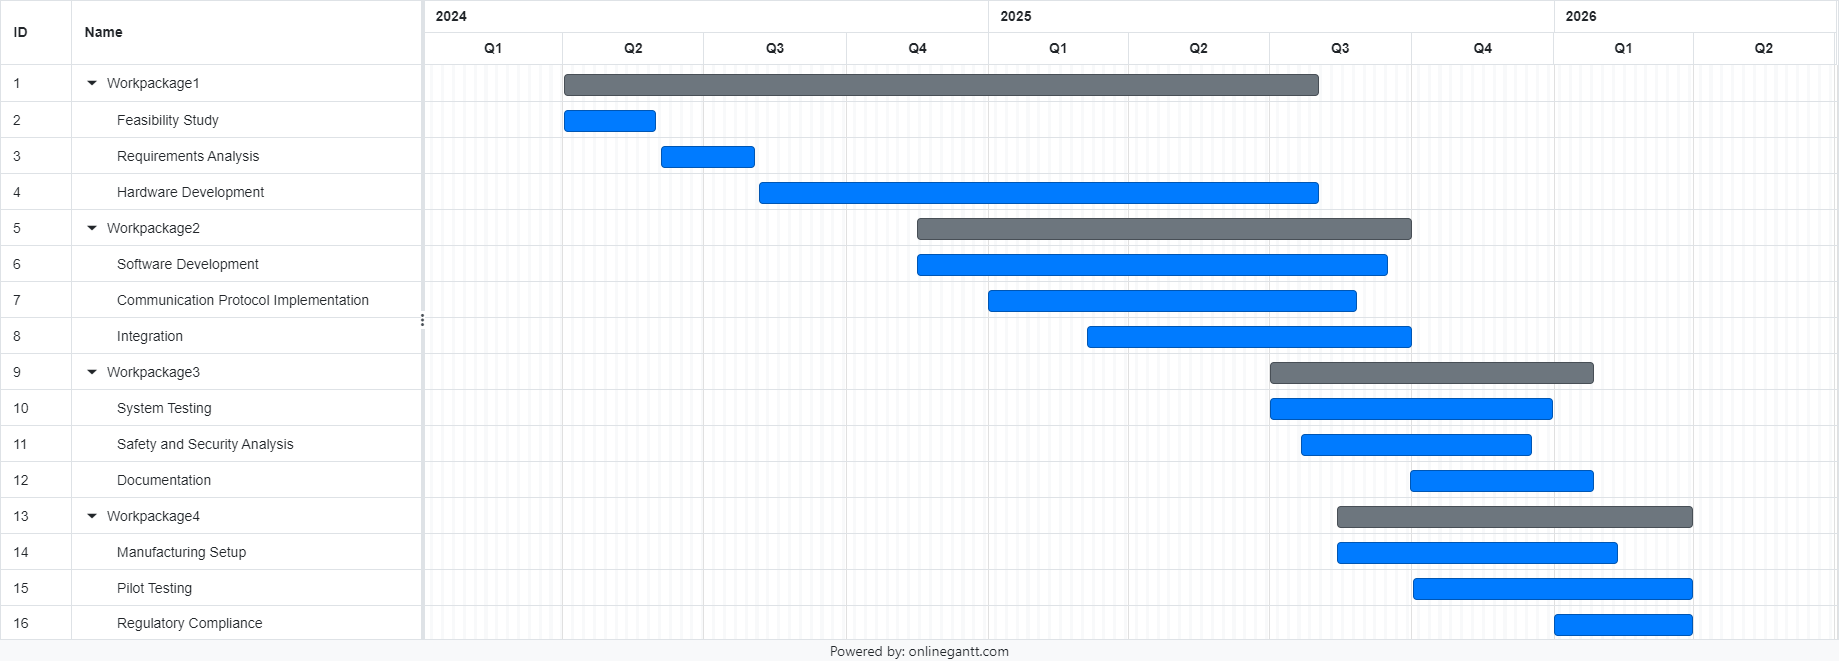 ID Name 2024 2025 2026
Q1 Q2 Q3 Q4 Q1 Q2 Q3 Q4 Q1 Q2
1 Workpackage1
2 Feasibility Study
3 Requirements Analysis
4 Hardware Development
5 Workpackage2
6 Software Development
7 Communication Protocol Implementation
8 Integration
9 Workpackage3
10 System Testing
11 Safety and Security Analysis
12 Documentation
13 Workpackage4
14 Manufacturing Setup
15 Pilot Testing
16 Regulatory Compliance
Powered by: onlinegantt.com